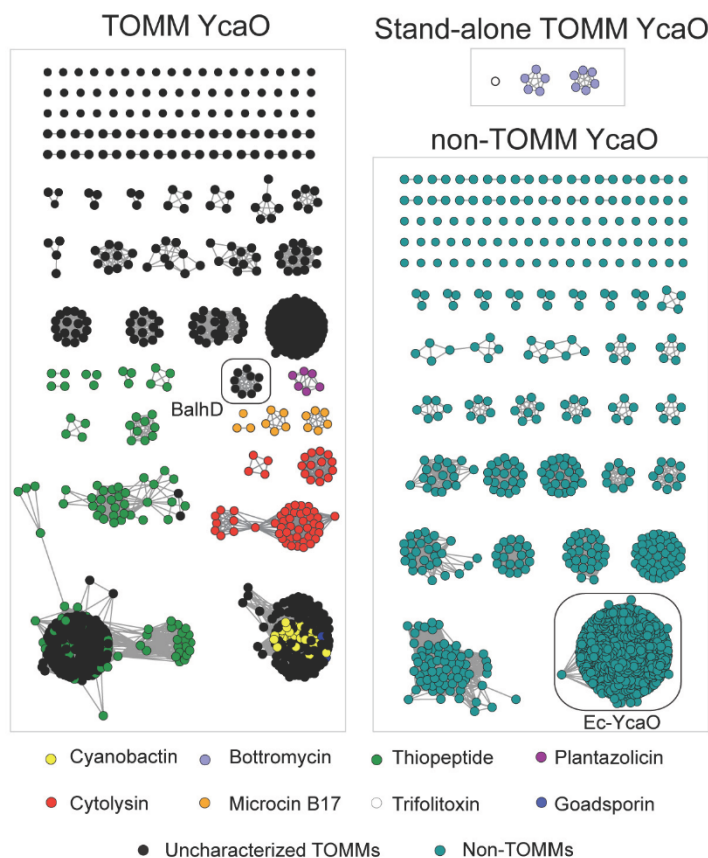 TOMM YcaO
Stand-alone TOMM YcaO
non-TOMM YcaO
BalhD
Ec-YcaO
Cyanobactin
Bottromycin
Thiopeptide
Plantazolicin
Cytolysin
Microcin B17
Trifolitoxin
Goadsporin
Uncharacterized TOMMs
Non-TOMMs